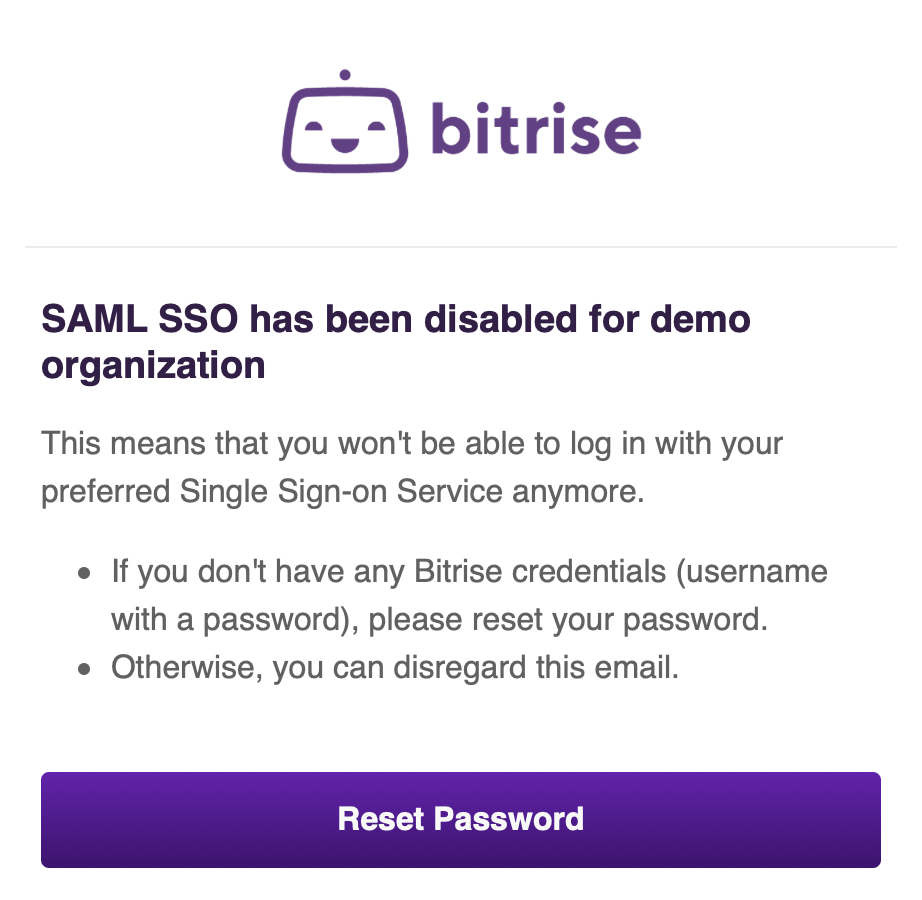 bitrise
SAML SSO has been disabled for demo
organization
This means that you won't be able to log in with your
preferred Single Sign-on Service anymore.
• If you don't have any Bitrise credentials (username
with a password), please reset your password.
• Otherwise, you can disregard this email.
Reset Password